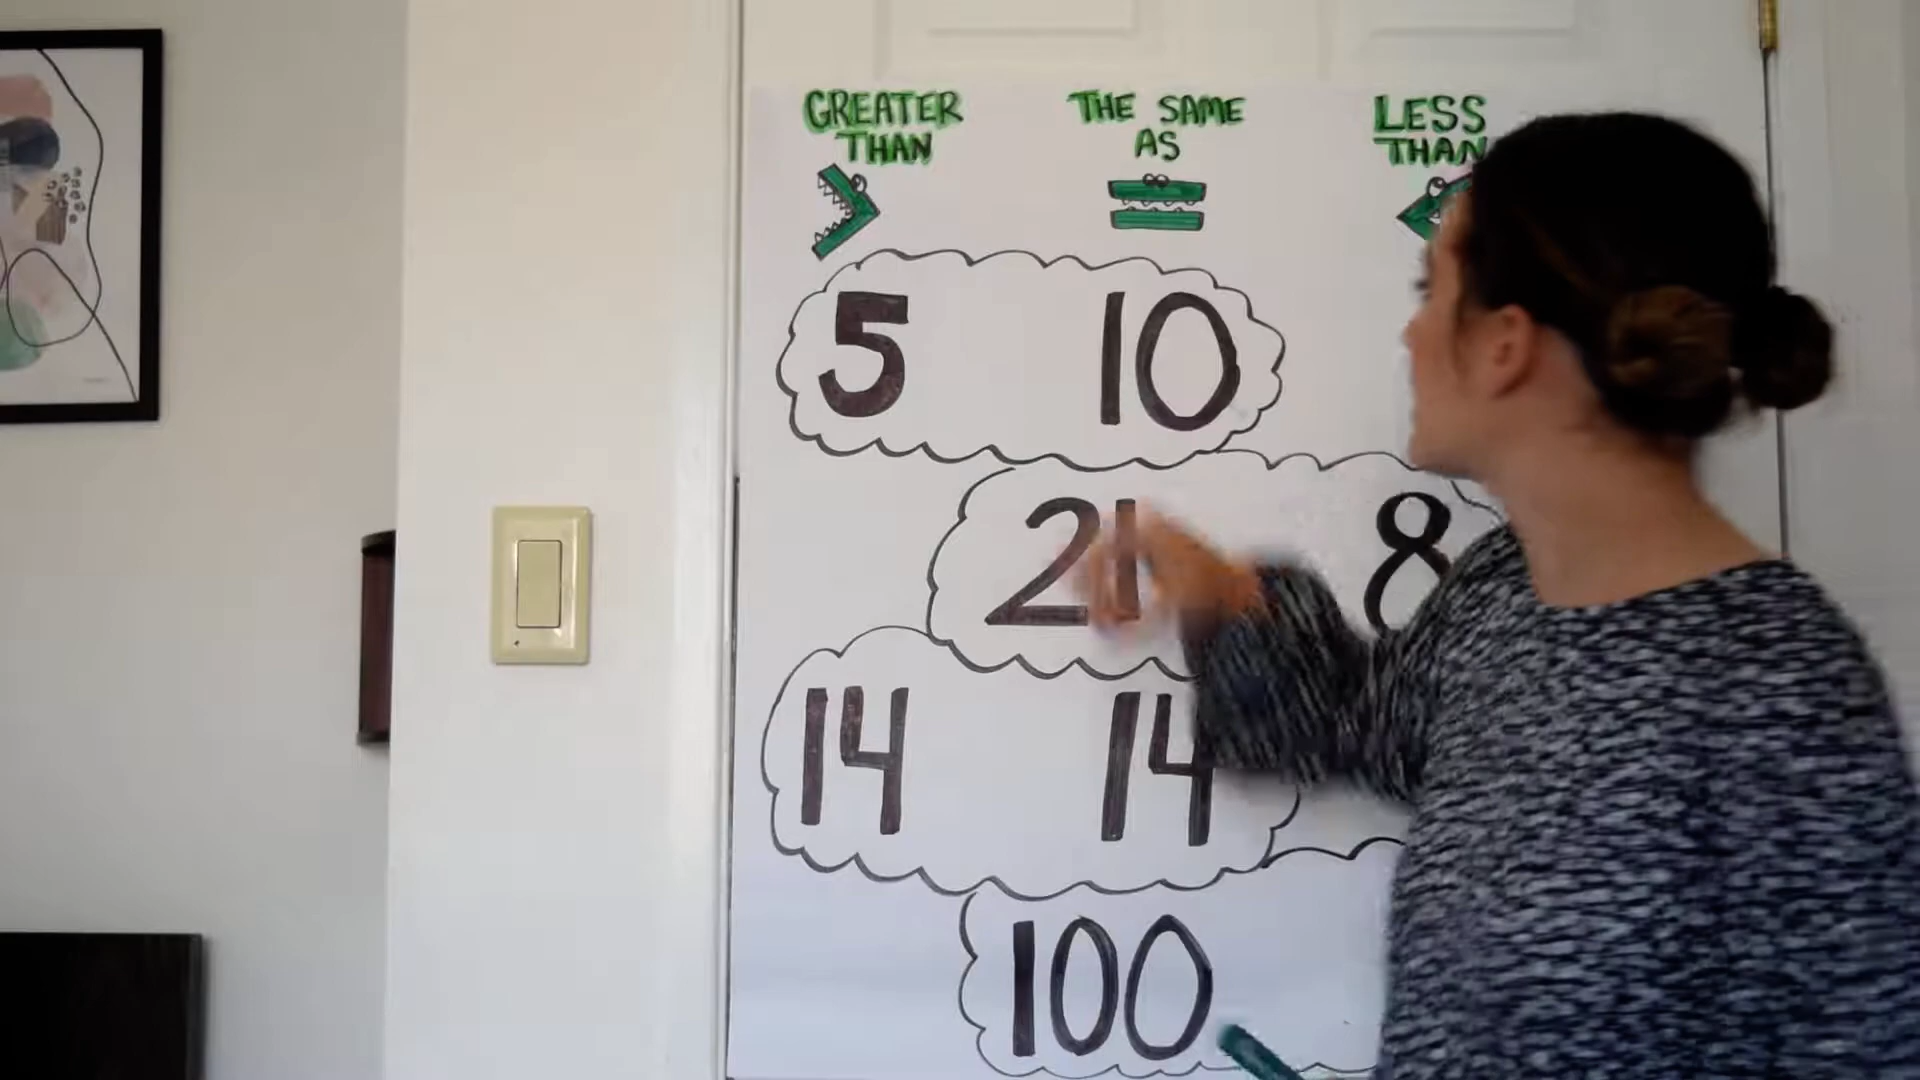 GREATER
THAN
THE SAME
AS
LESS
THAN
>
=
5 10
21 8
14 14
100